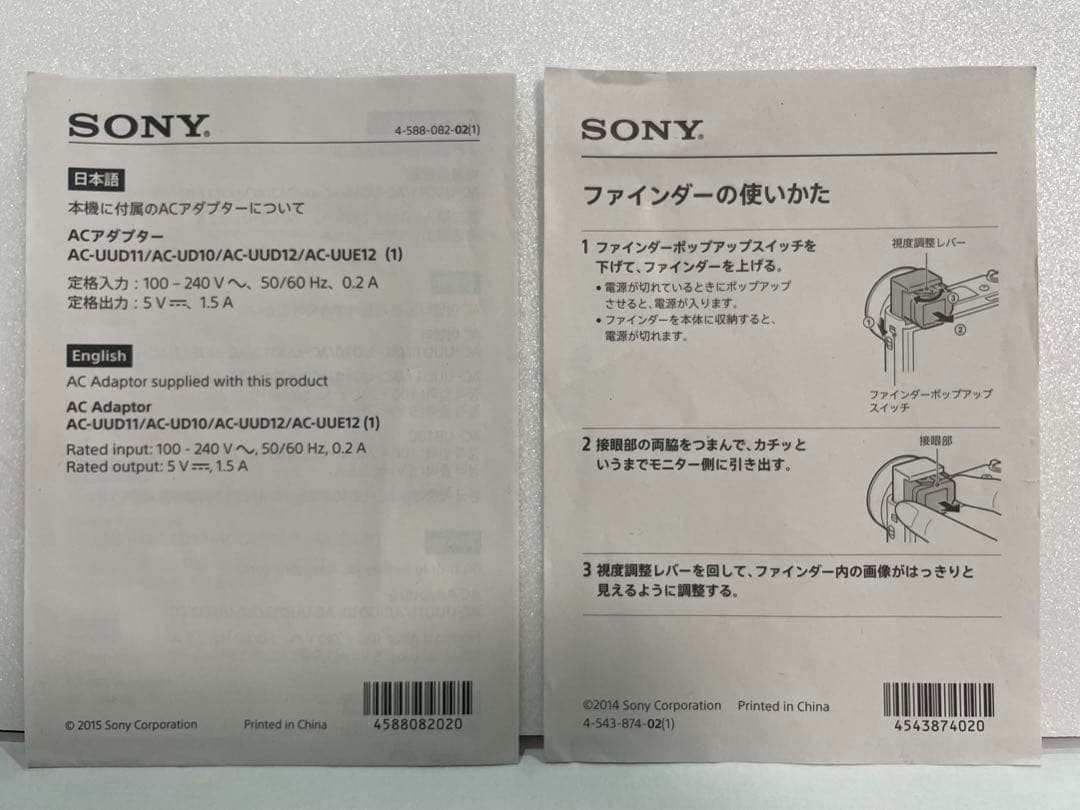 SONY®
4-588-082-02(1)
日本語
本機に付属のACアダプターについて
ACアダプター
AC-UUD11/AC-UD10/AC-UUD12/AC-UUE12 (1)
定格入力：100 – 240 V ～、50/60 Hz、0.2 A
定格出力：5 V ⎓、1.5 A
English
AC Adaptor supplied with this product
AC Adaptor
AC-UUD11/AC-UD10/AC-UUD12/AC-UUE12 (1)
Rated input: 100 - 240 V ～, 50/60 Hz, 0.2 A
Rated output: 5 V ⎓, 1.5 A
© 2015 Sony Corporation
Printed in China
4588082020
SONY®
ファインダーの使いかた
1 ファインダーポップアップスイッチを
下げて、ファインダーを上げる。
• 電源が切れているときにポップアップ
させると、電源が入ります。
• ファインダーを本体に収納すると、
電源が切れます。
視度調整レバー
①
②
③
ファインダーポップアップ
スイッチ
2 接眼部の両脇をつまんで、カチッと
いうまでモニター側に引き出す。
接眼部
3 視度調整レバーを回して、ファインダー内の画像がはっきりと
見えるように調整する。
©2014 Sony Corporation Printed in China
4-543-874-02(1)
4543874020